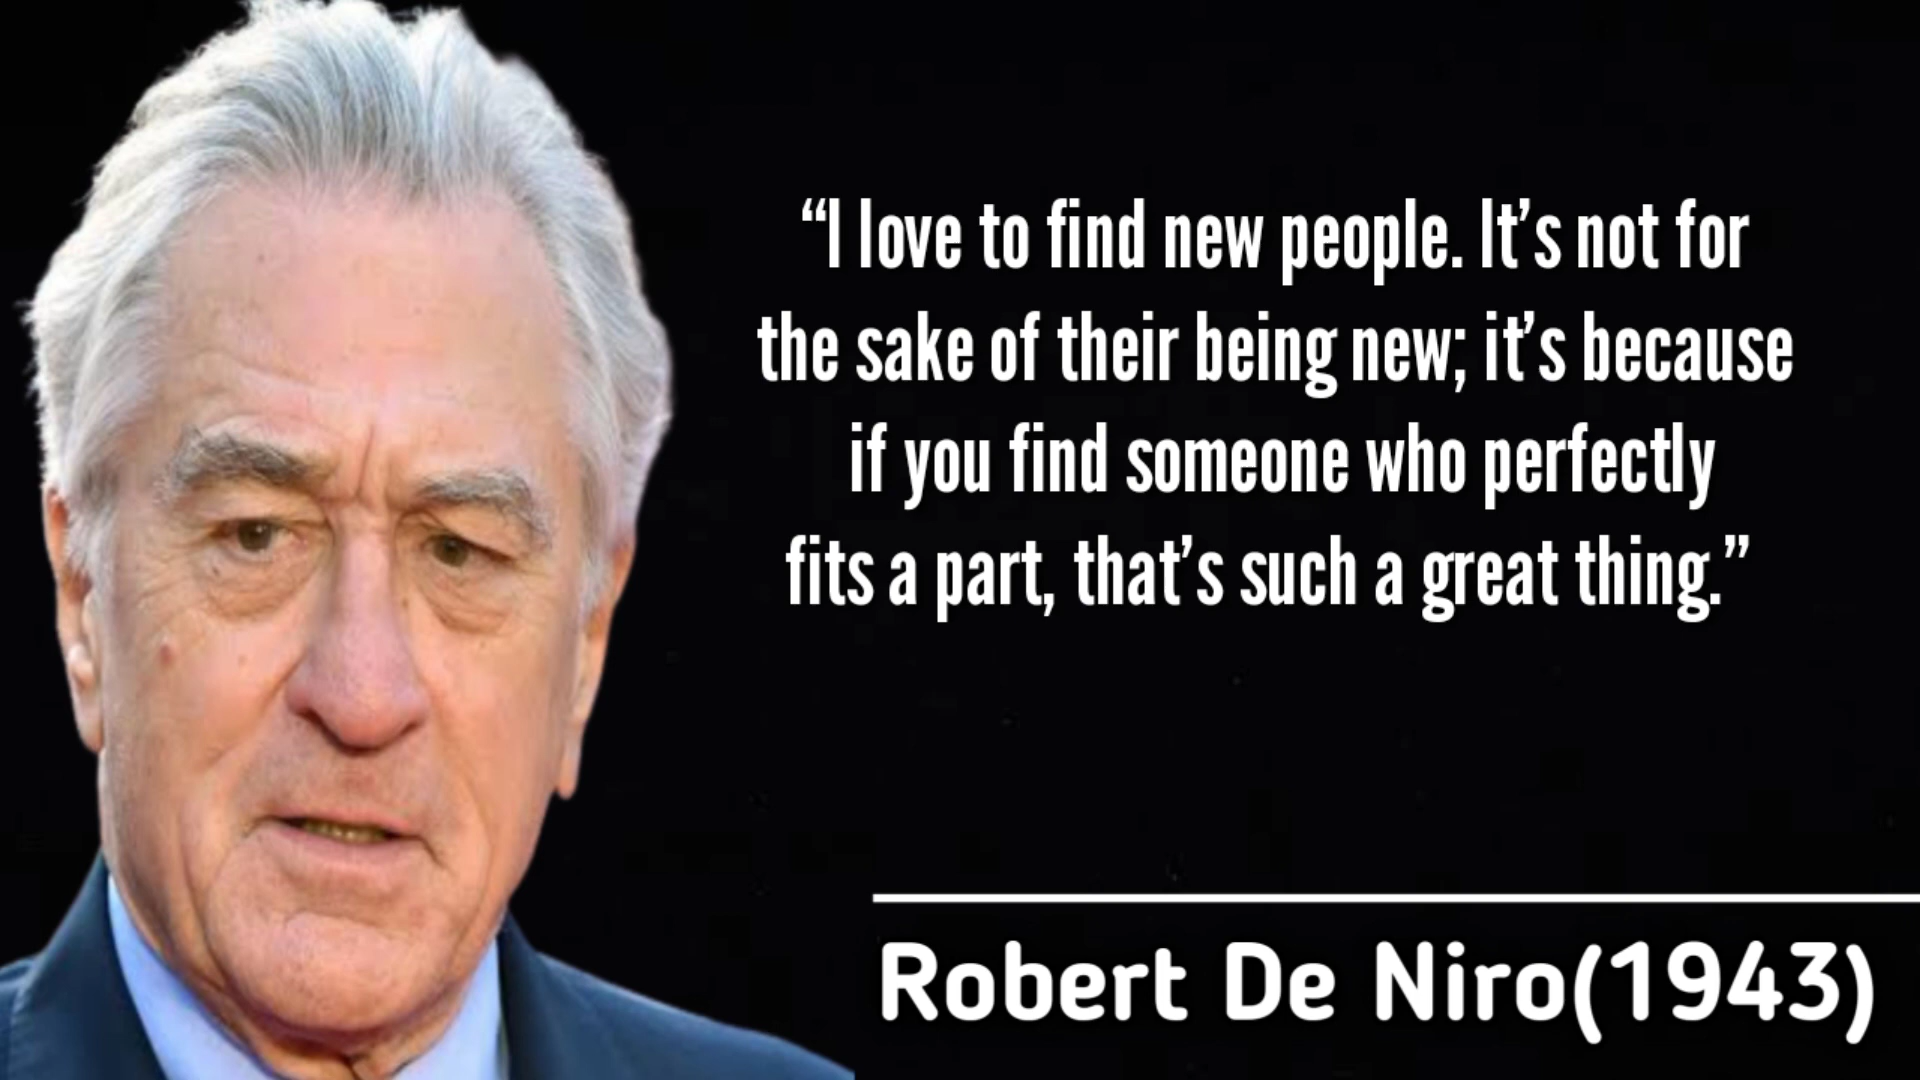 “I love to find new people. It’s not for
the sake of their being new; it’s because
if you find someone who perfectly
fits a part, that’s such a great thing.”
Robert De Niro(1943)